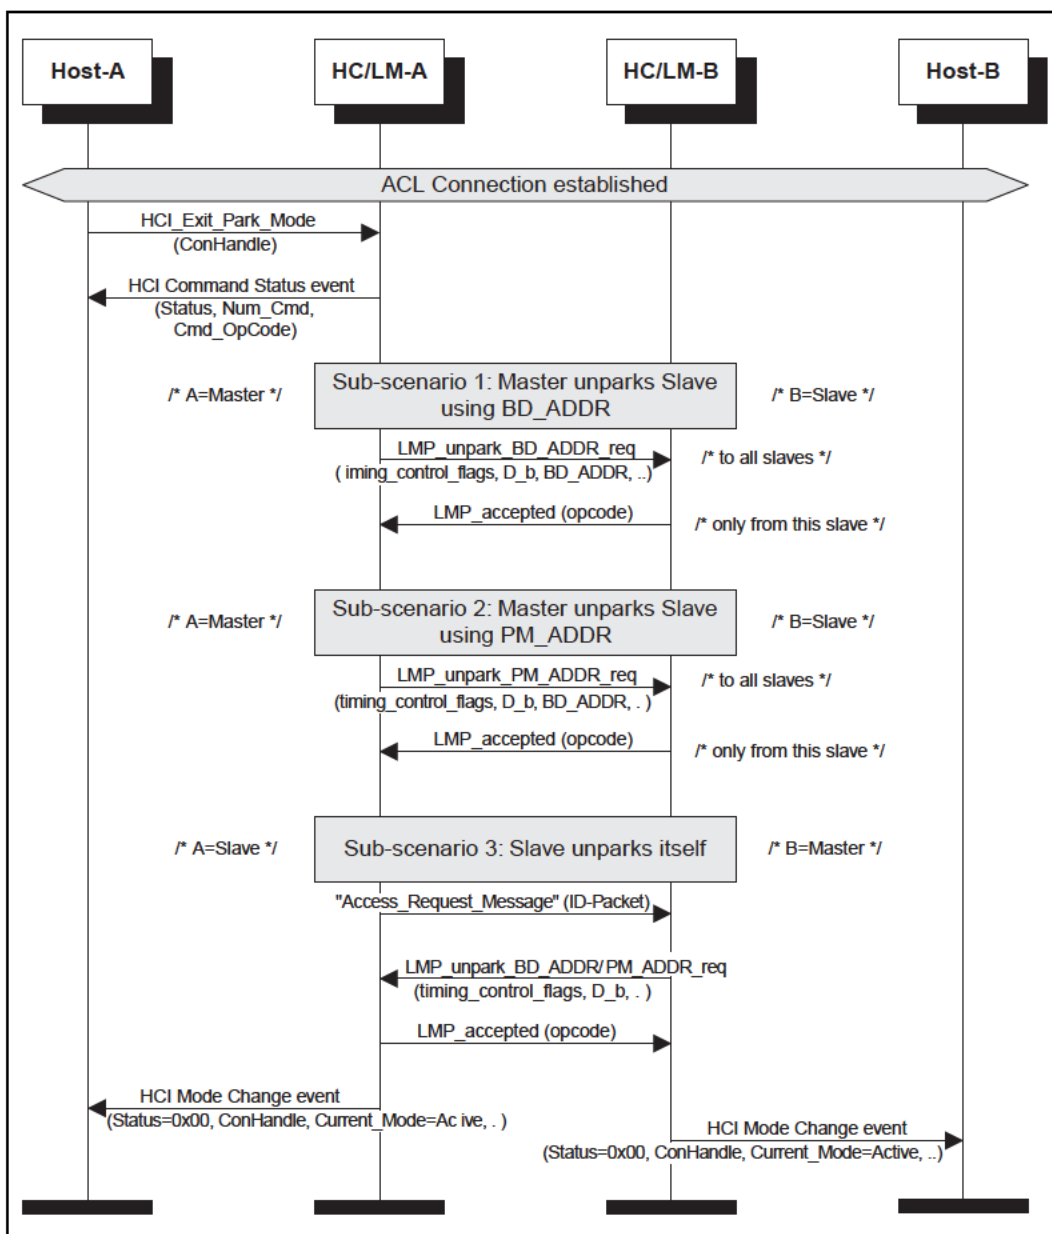 Host-A
HC/LM-A
HC/LM-B
Host-B
ACL Connection established
HCI_Exit_Park_Mode
(ConHandle)
HCI Command Status event
(Status, Num_Cmd,
Cmd_OpCode)
/* A=Master */
Sub-scenario 1: Master unparks Slave
using BD_ADDR
/* B=Slave */
LMP_unpark_BD_ADDR_req
( iming_control_flags, D_b, BD_ADDR, ..)
/* to all slaves */
LMP_accepted (opcode)
/* only from this slave */
/* A=Master */
Sub-scenario 2: Master unparks Slave
using PM_ADDR
/* B=Slave */
LMP_unpark_PM_ADDR_req
(timing_control_flags, D_b, BD_ADDR, . )
/* to all slaves */
LMP_accepted (opcode)
/* only from this slave */
/* A=Slave */
Sub-scenario 3: Slave unparks itself
/* B=Master */
"Access_Request_Message" (ID-Packet)
LMP_unpark_BD_ADDR/PM_ADDR_req
(timing_control_flags, D_b, . )
LMP_accepted (opcode)
HCI Mode Change event
(Status=0x00, ConHandle, Current_Mode=Ac ive, . )
HCI Mode Change event
(Status=0x00, ConHandle, Current_Mode=Active, ..)